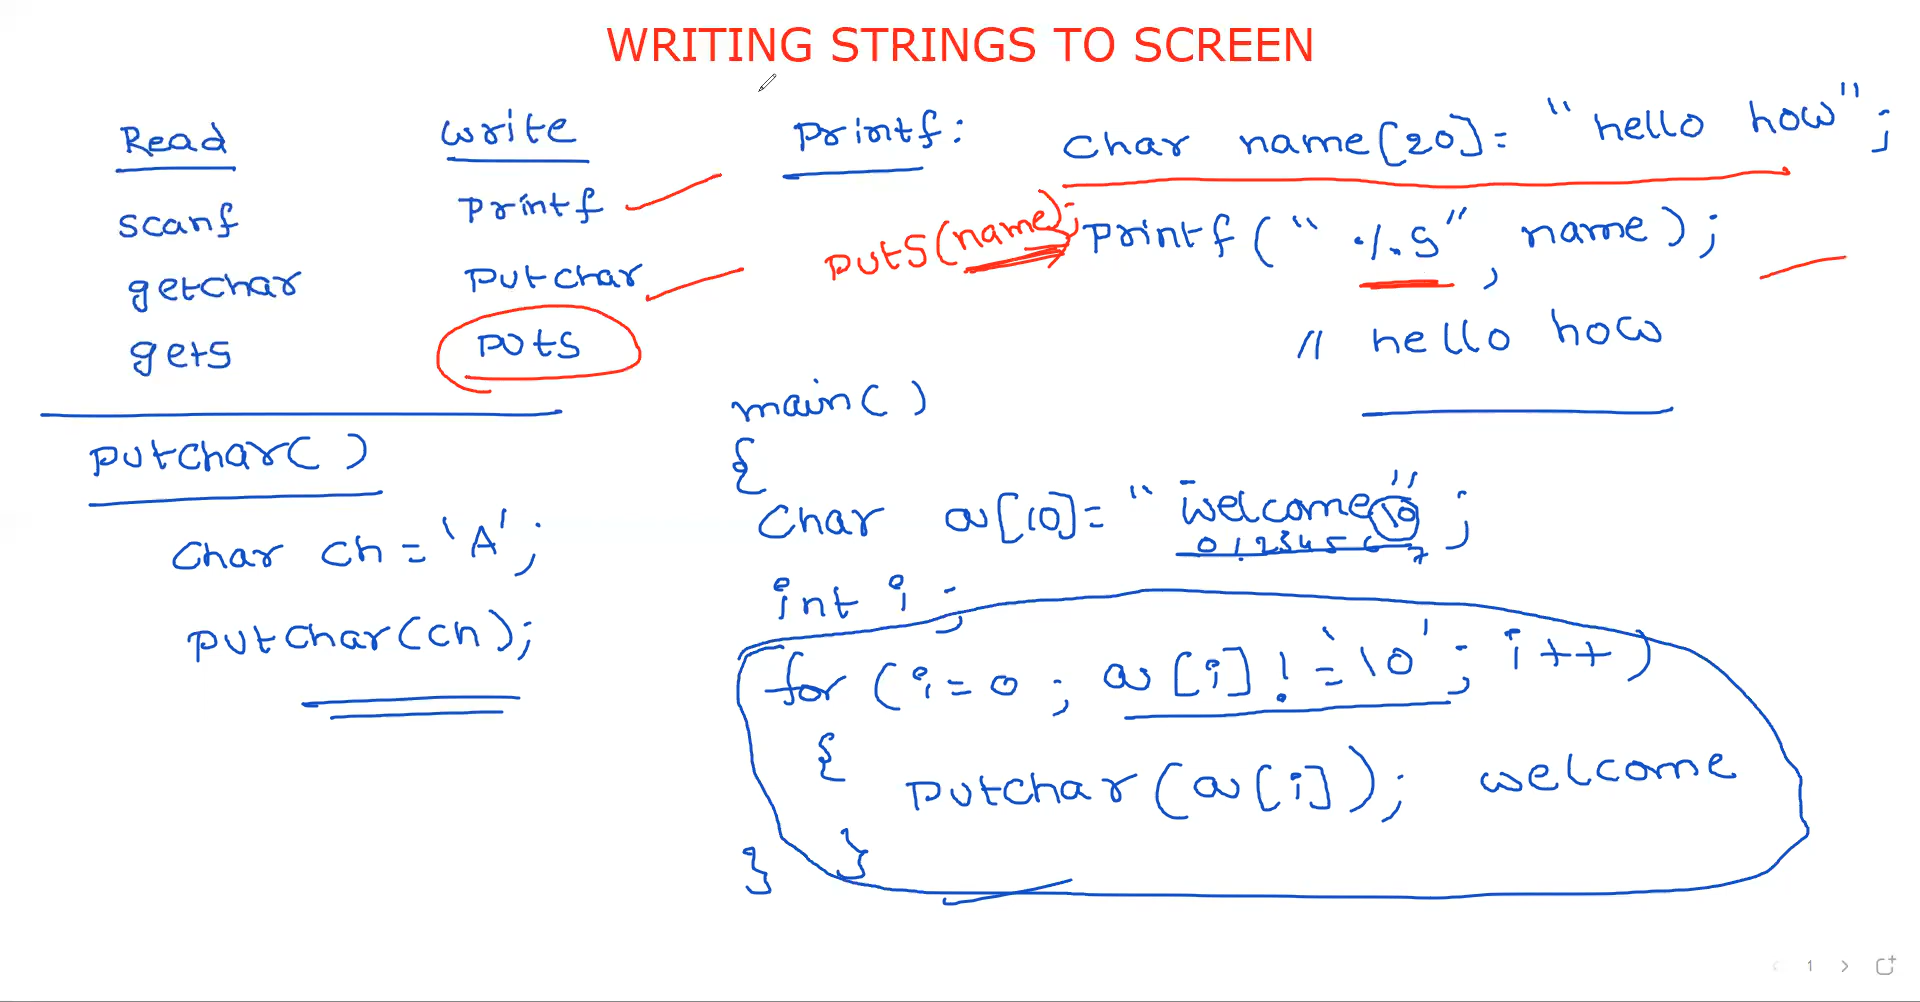 WRITING STRINGS TO SCREEN
Read
write
scanf
printf
getchar
putchar
gets
puts
printf:
char name[20]= "hello how";
puts(name);
printf("%s", name);
// hello how
putchar( )
char ch = 'A';
putchar(ch);
main( )
{
char a[10]= "welcome\0";
01234567
int i;
for (i=0; a[i] != '\0'; i++)
{
putchar(a[i]); welcome
}
}
1